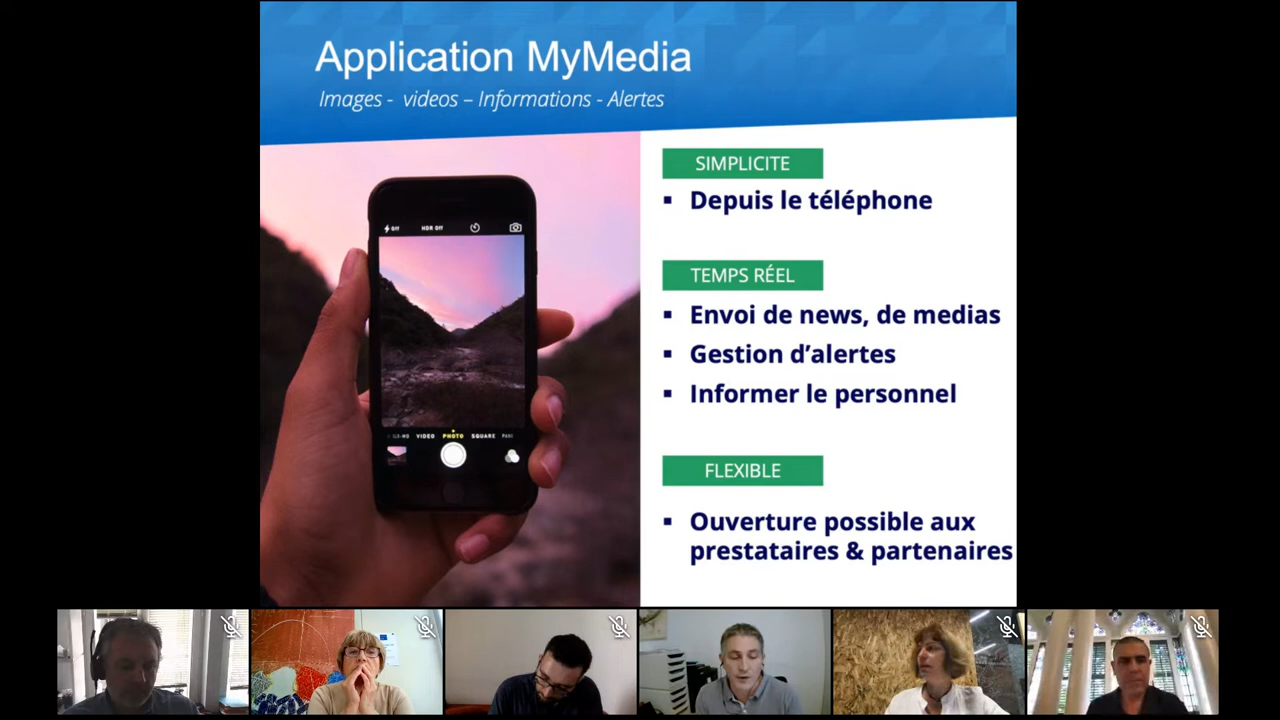 Application MyMedia
Images - videos – Informations - Alertes
SIMPLICITE
▪ Depuis le téléphone
TEMPS RÉEL
▪ Envoi de news, de medias
▪ Gestion d’alertes
▪ Informer le personnel
FLEXIBLE
▪ Ouverture possible aux
prestataires & partenaires
Off
HDR Off
VIDEO PHOTO SQUARE